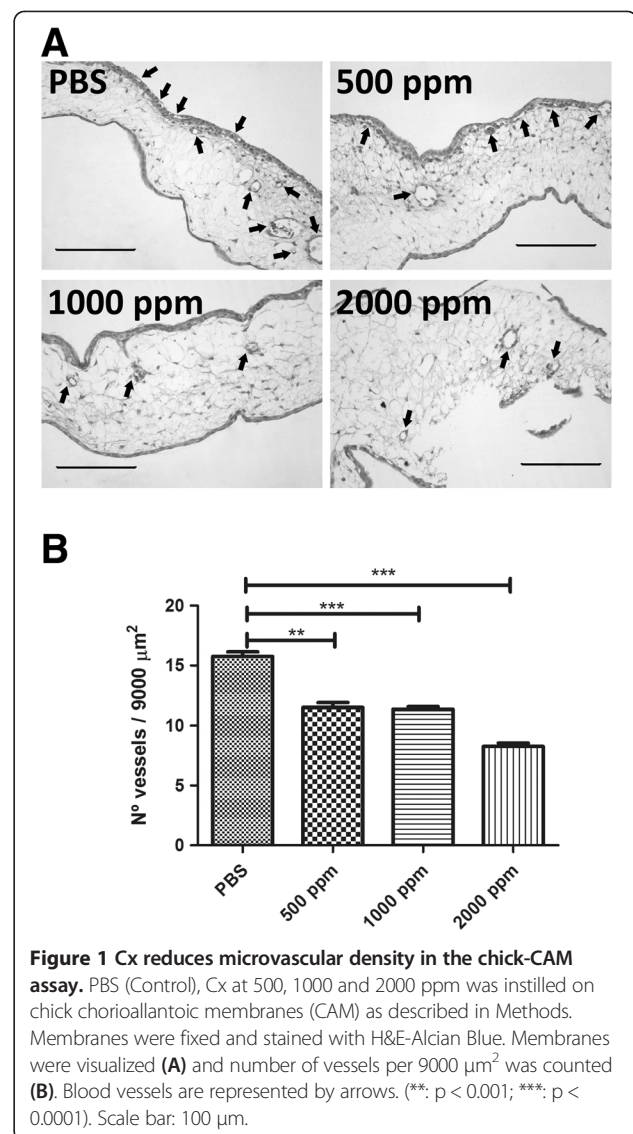 A
PBS
500 ppm
1000 ppm
2000 ppm
B
***
***
**
Nº vessels / 9000 μm²
20
15
10
5
0
PBS
500 ppm
1000 ppm
2000 ppm
Figure 1 Cx reduces microvascular density in the chick-CAM
assay. PBS (Control), Cx at 500, 1000 and 2000 ppm was instilled on
chick chorioallantoic membranes (CAM) as described in Methods.
Membranes were fixed and stained with H&E-Alcian Blue. Membranes
were visualized (A) and number of vessels per 9000 μm² was counted
(B). Blood vessels are represented by arrows. (**: p < 0.001; ***: p <
0.0001). Scale bar: 100 μm.